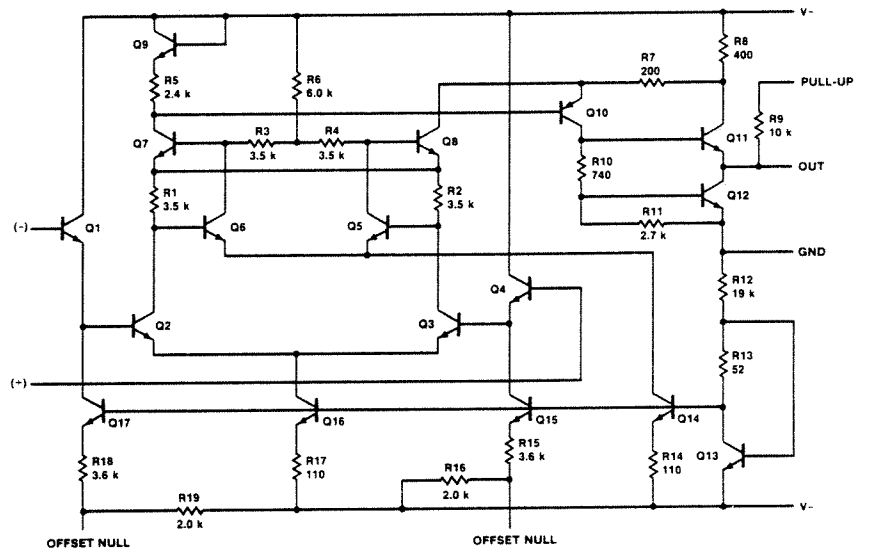 V-
Q9
R8
400
R7
200
R5
2.4 k
R6
6.0 k
PULL-UP
Q10
R9
10 k
Q7
R3
3.5 k
R4
3.5 k
Q8
Q11
R10
740
OUT
R1
3.5 k
R2
3.5 k
Q12
(-)
Q1
Q6
Q5
R11
2.7 k
GND
Q4
R12
19 k
Q2
Q3
R13
52
(+)
Q17
Q16
Q15
Q14
R18
3.6 k
R17
110
R15
3.6 k
R14
110
Q13
R16
2.0 k
R19
2.0 k
V-
OFFSET NULL
OFFSET NULL